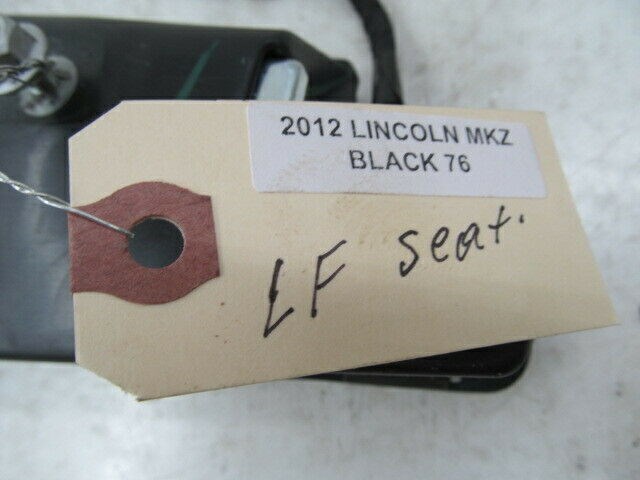 2012 LINCOLN MKZ
BLACK 76
LF seat.